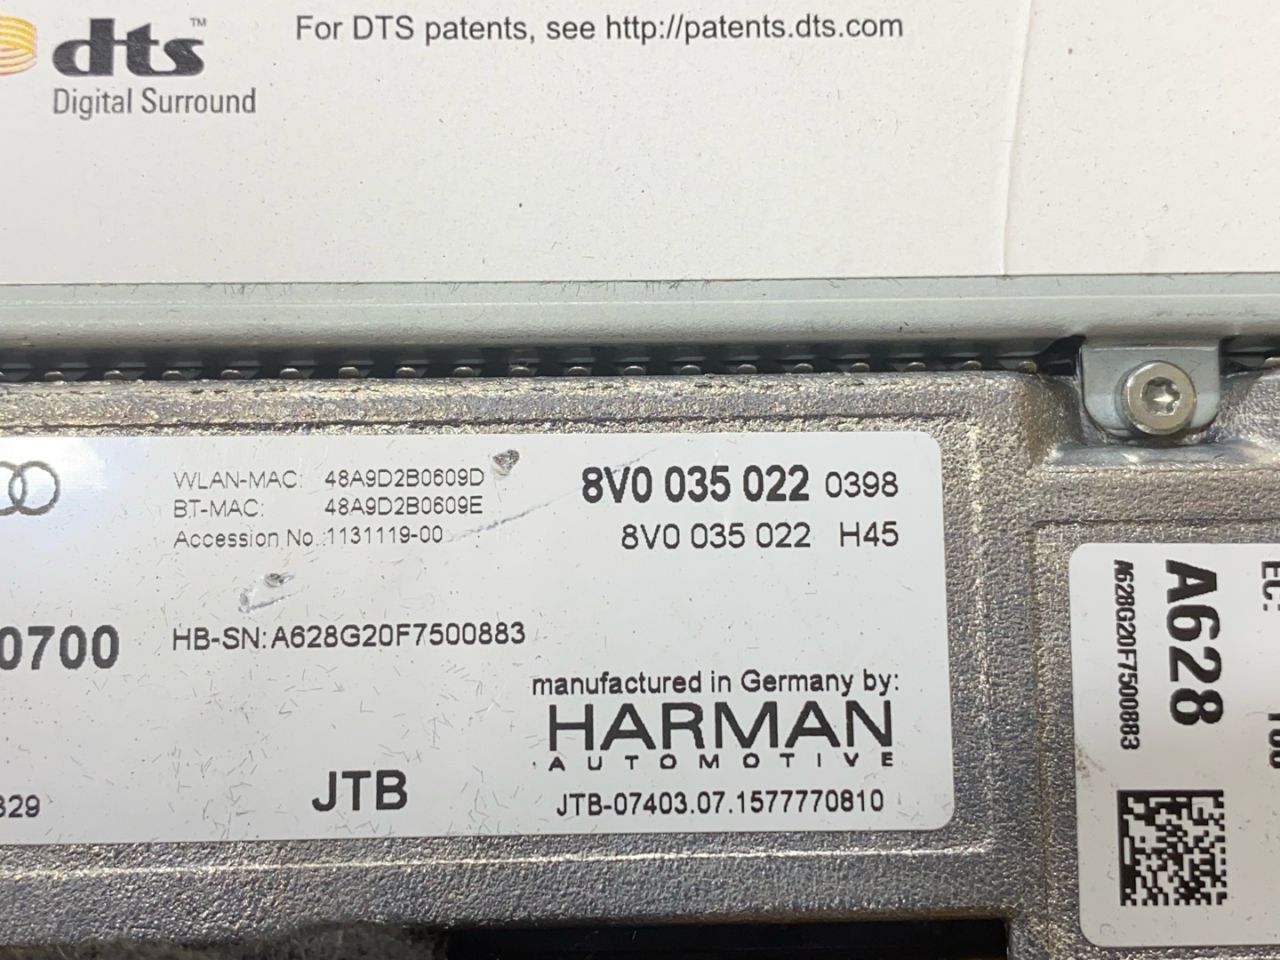 dts™
Digital Surround
For DTS patents, see http://patents.dts.com
WLAN-MAC: 48A9D2B0609D
BT-MAC: 48A9D2B0609E
Accession No.:1131119-00
8V0 035 022 0398
8V0 035 022 H45
0700
HB-SN: A628G20F7500883
manufactured in Germany by:
HARMAN
AUTOMOTIVE
JTB
JTB-07403.07.1577770810
329
A628
A628G20F7500883
EC: